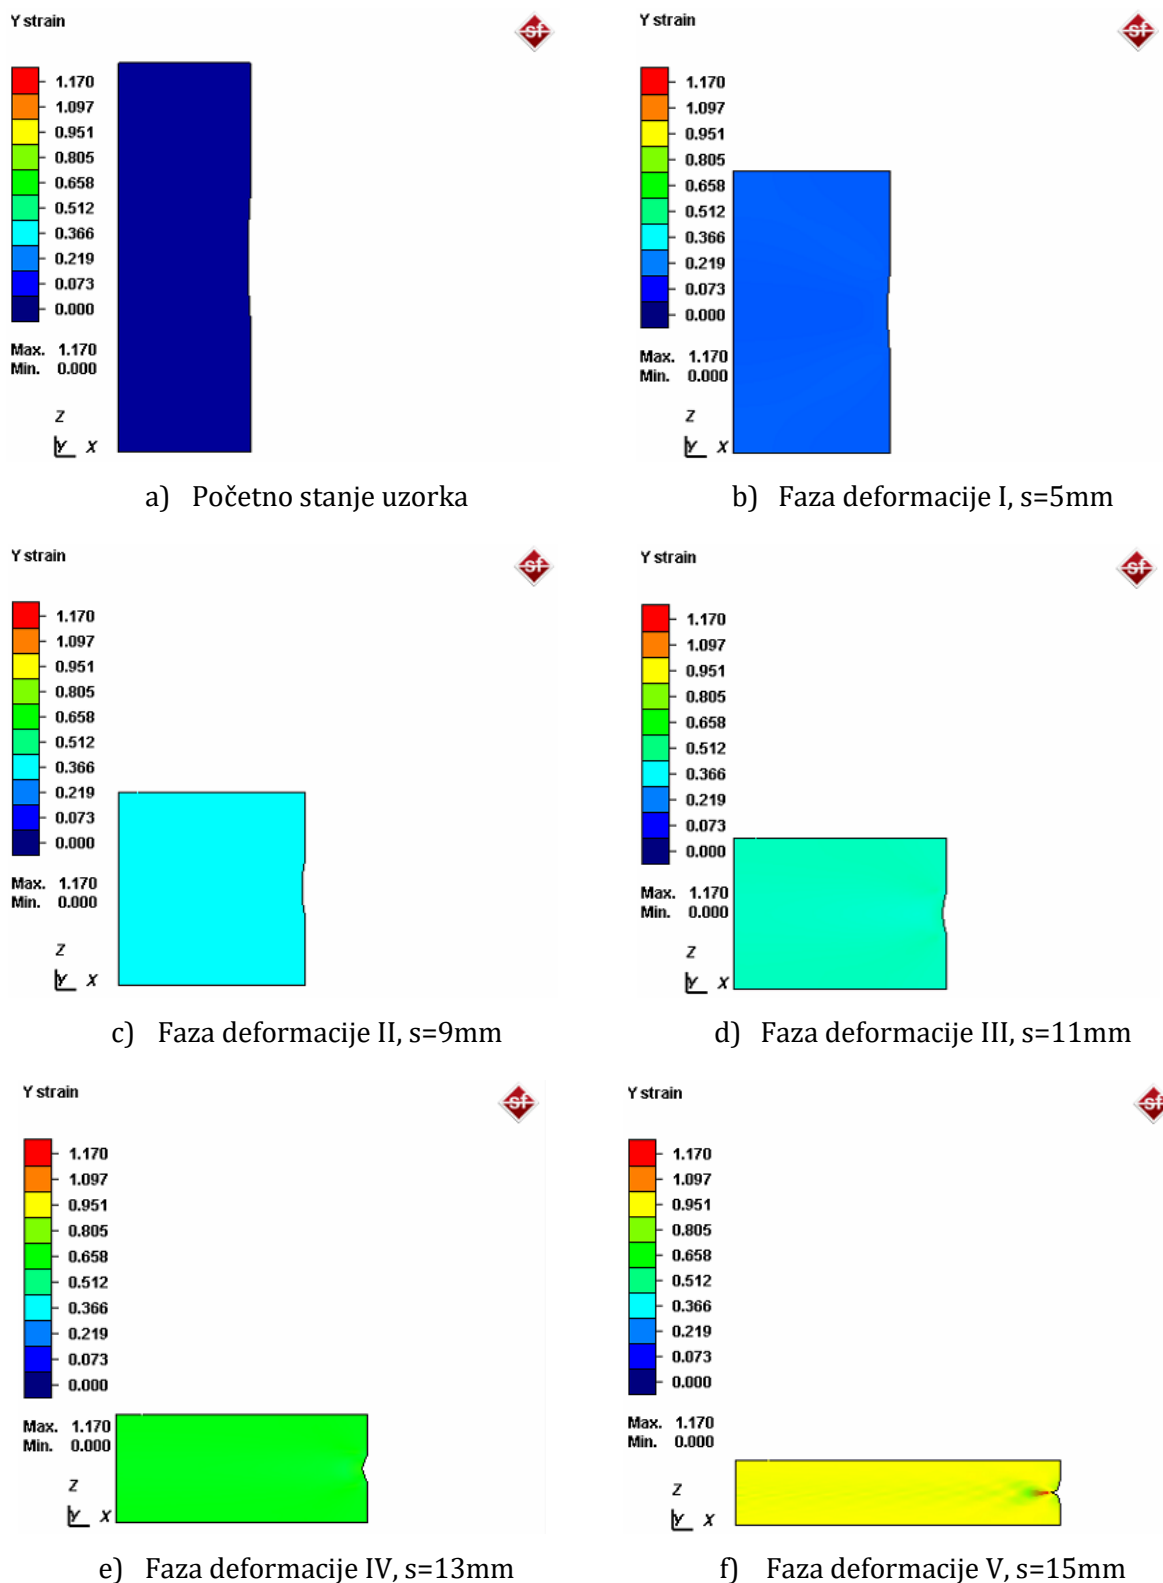 Y strain
sf
1.170
1.097
0.951
0.805
0.658
0.512
0.366
0.219
0.073
0.000
Max. 1.170
Min. 0.000
Z
Y X
a) Početno stanje uzorka
Y strain
sf
1.170
1.097
0.951
0.805
0.658
0.512
0.366
0.219
0.073
0.000
Max. 1.170
Min. 0.000
Z
Y X
b) Faza deformacije I, s=5mm
Y strain
sf
1.170
1.097
0.951
0.805
0.658
0.512
0.366
0.219
0.073
0.000
Max. 1.170
Min. 0.000
Z
Y X
c) Faza deformacije II, s=9mm
Y strain
sf
1.170
1.097
0.951
0.805
0.658
0.512
0.366
0.219
0.073
0.000
Max. 1.170
Min. 0.000
Z
Y X
d) Faza deformacije III, s=11mm
Y strain
sf
1.170
1.097
0.951
0.805
0.658
0.512
0.366
0.219
0.073
0.000
Max. 1.170
Min. 0.000
Z
Y X
e) Faza deformacije IV, s=13mm
Y strain
sf
1.170
1.097
0.951
0.805
0.658
0.512
0.366
0.219
0.073
0.000
Max. 1.170
Min. 0.000
Z
Y X
f) Faza deformacije V, s=15mm